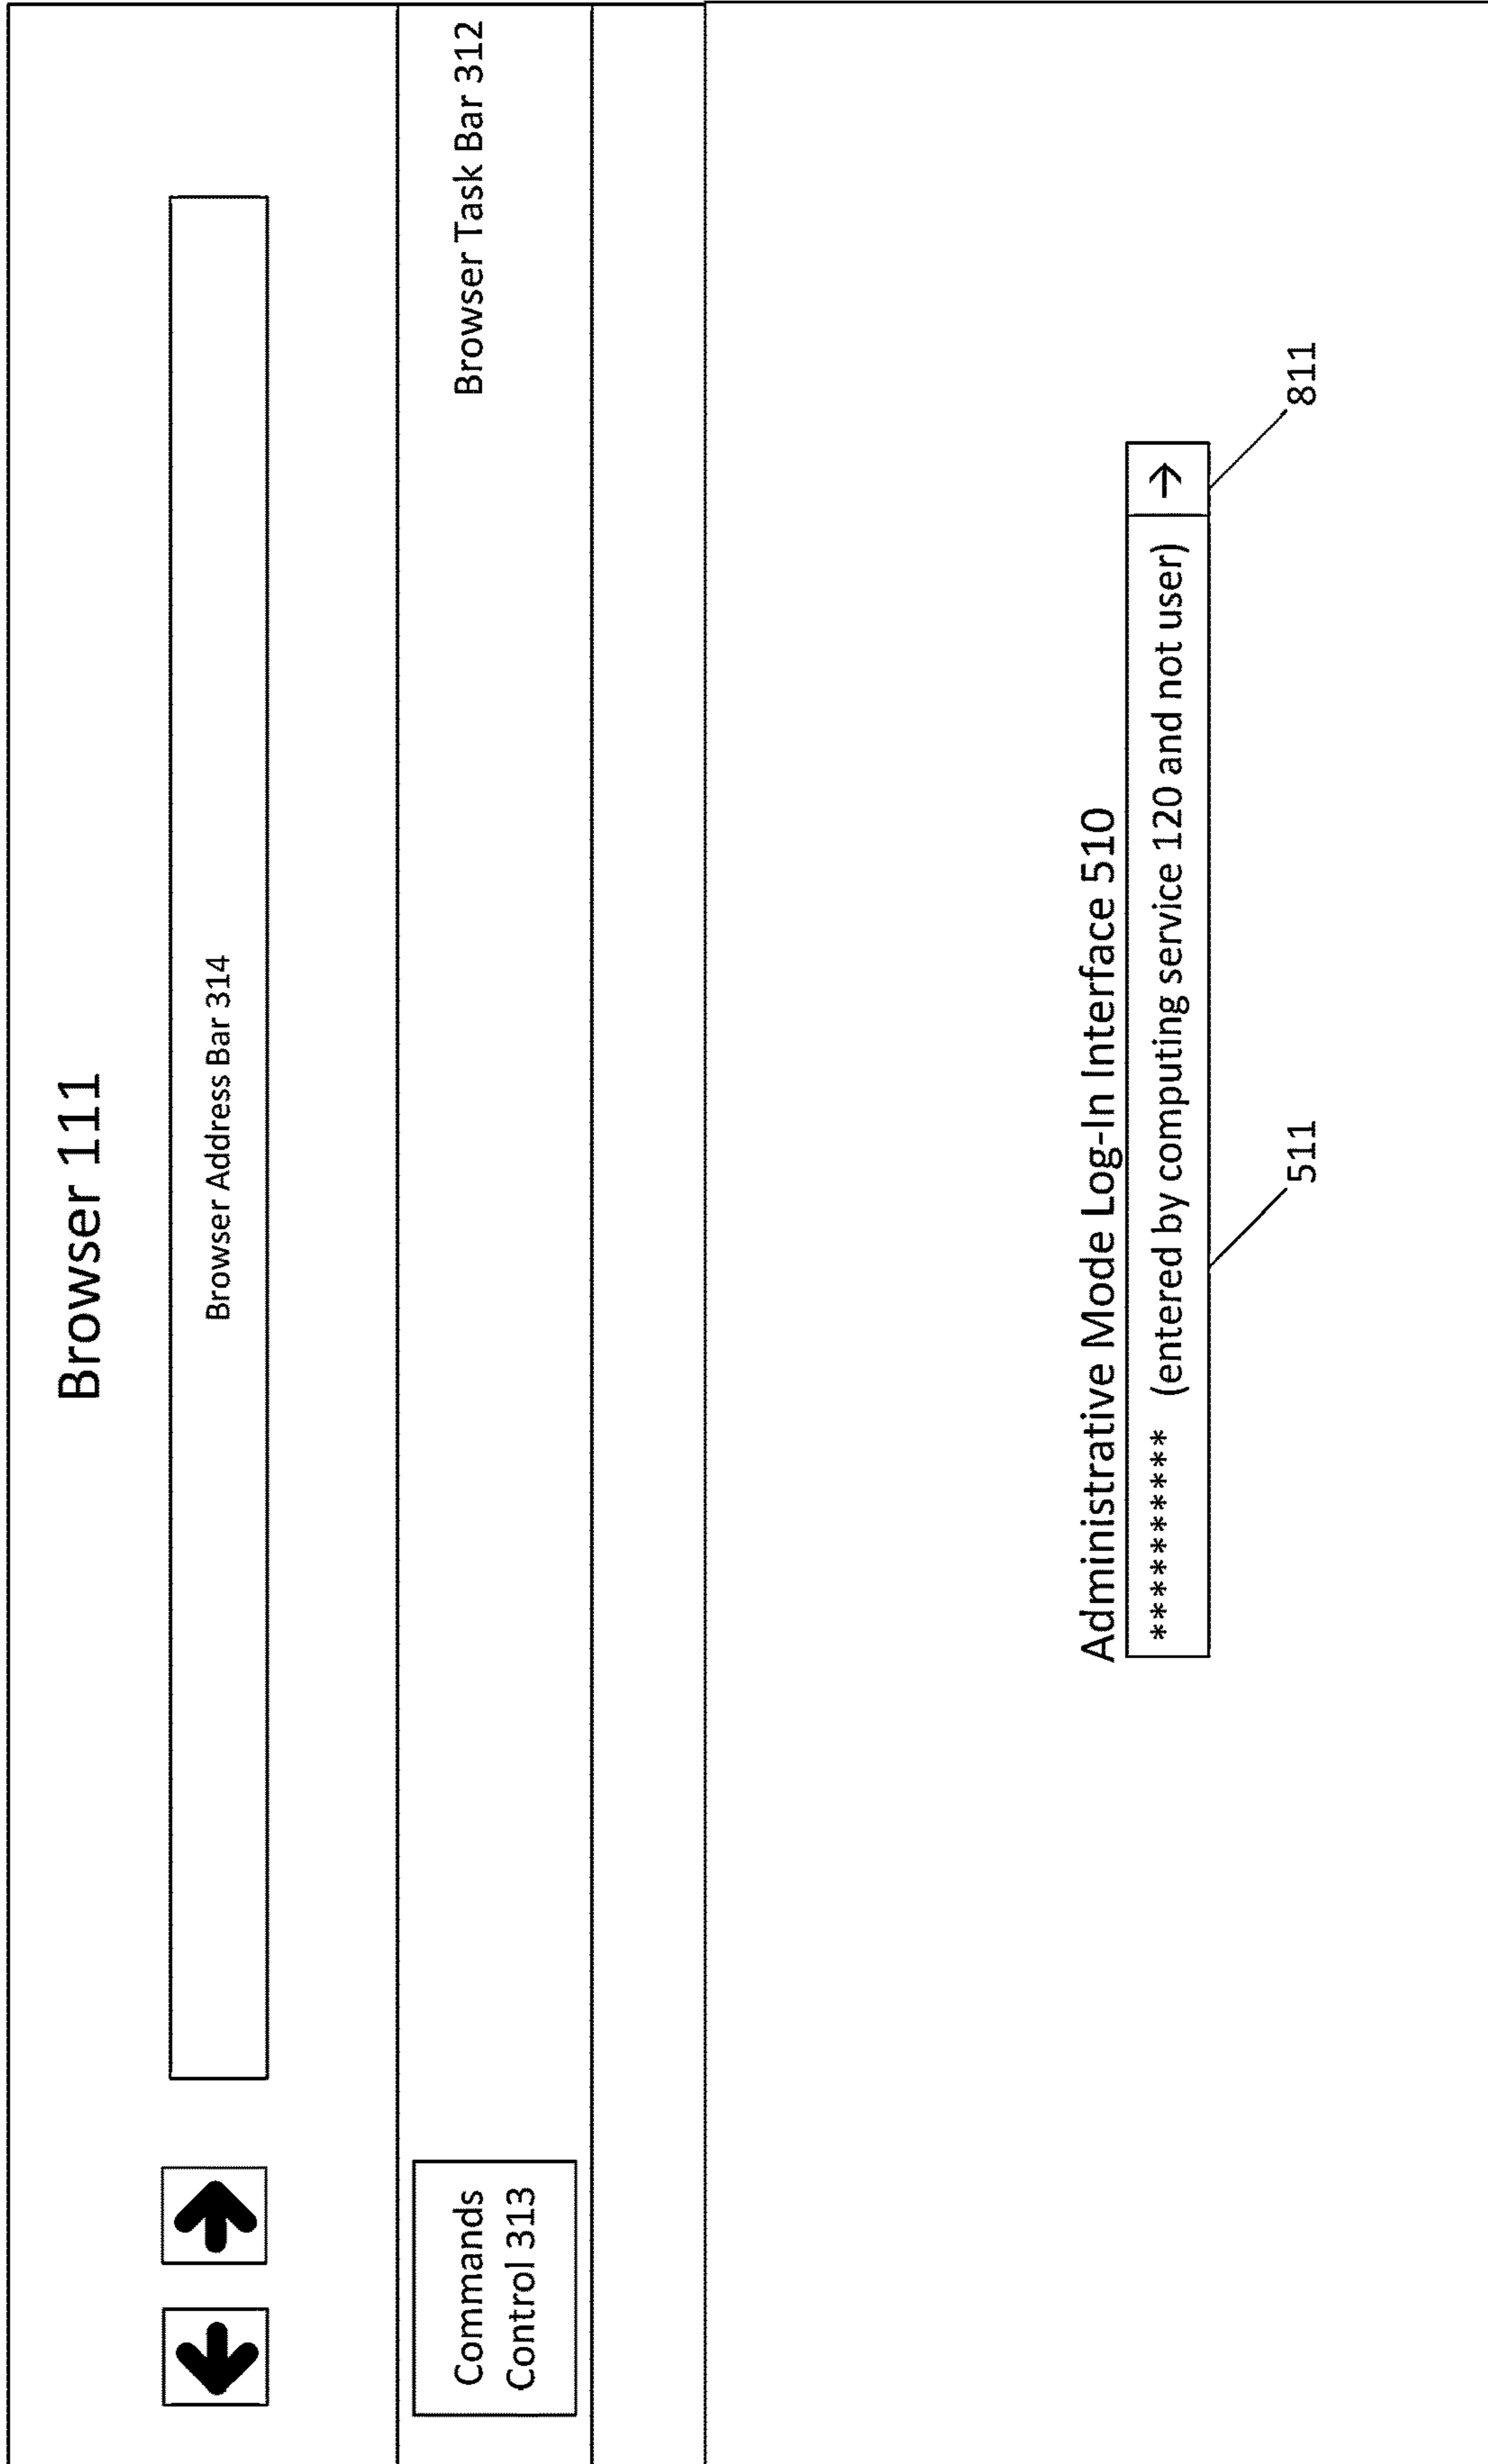 Browser 111
Browser Address Bar 314
Commands
Control 313
Browser Task Bar 312
Administrative Mode Log-In Interface 510
********** (entered by computing service 120 and not user)
511
811